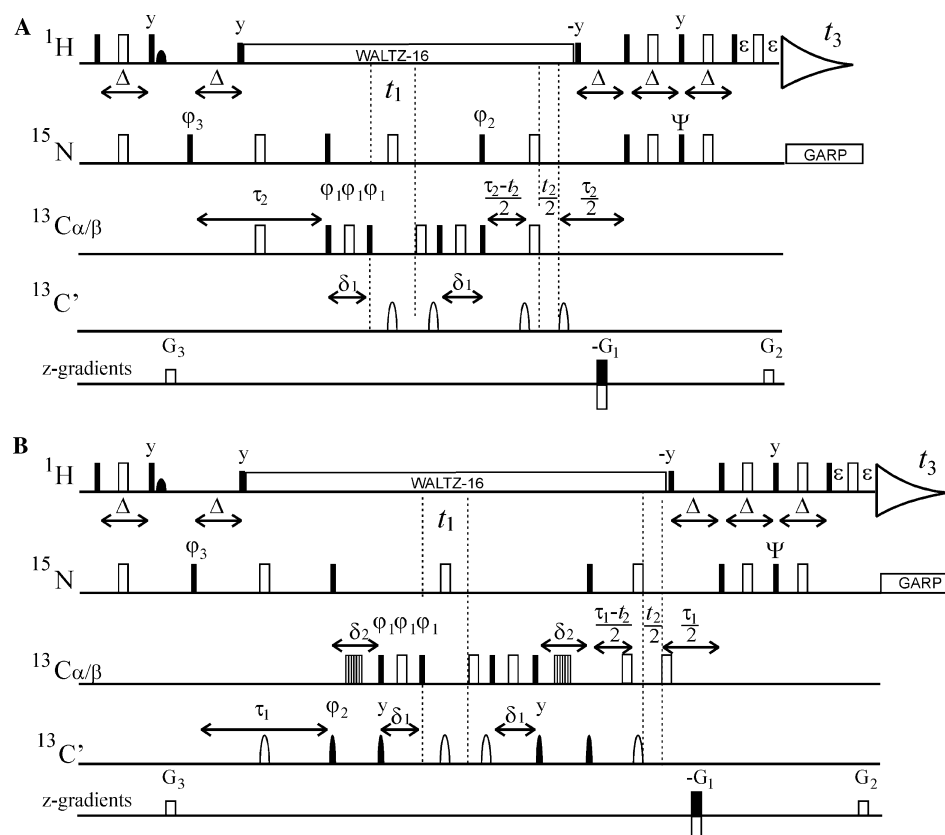 A
y
-y
¹H
WALTZ-16
ε ε
t₃
Δ Δ Δ Δ Δ
t₁
φ₃
φ₂
Ψ
¹⁵N
GARP
τ₂
φ₁φ₁φ₁
τ₂-t₂/2
t₂/2
τ₂/2
¹³Cα/β
δ₁
δ₁
¹³C’
G₃
-G₁
G₂
z-gradients
B
y
y
-y
y
¹H
WALTZ-16
ε ε
t₃
Δ Δ Δ Δ Δ
t₁
φ₃
Ψ
¹⁵N
GARP
δ₂
φ₁φ₁φ₁
δ₂
τ₁-t₂/2
t₂/2
τ₁/2
¹³Cα/β
τ₁
φ₂
y
δ₁
δ₁
y
¹³C’
G₃
-G₁
G₂
z-gradients